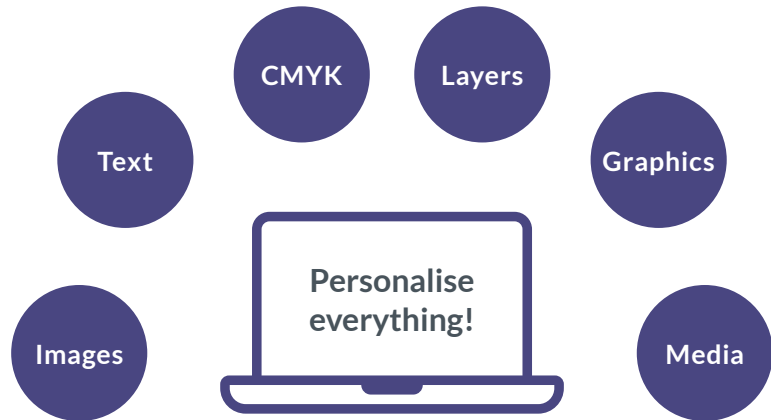 CMYK
Layers
Text
Graphics
Personalise
everything!
Images
Media